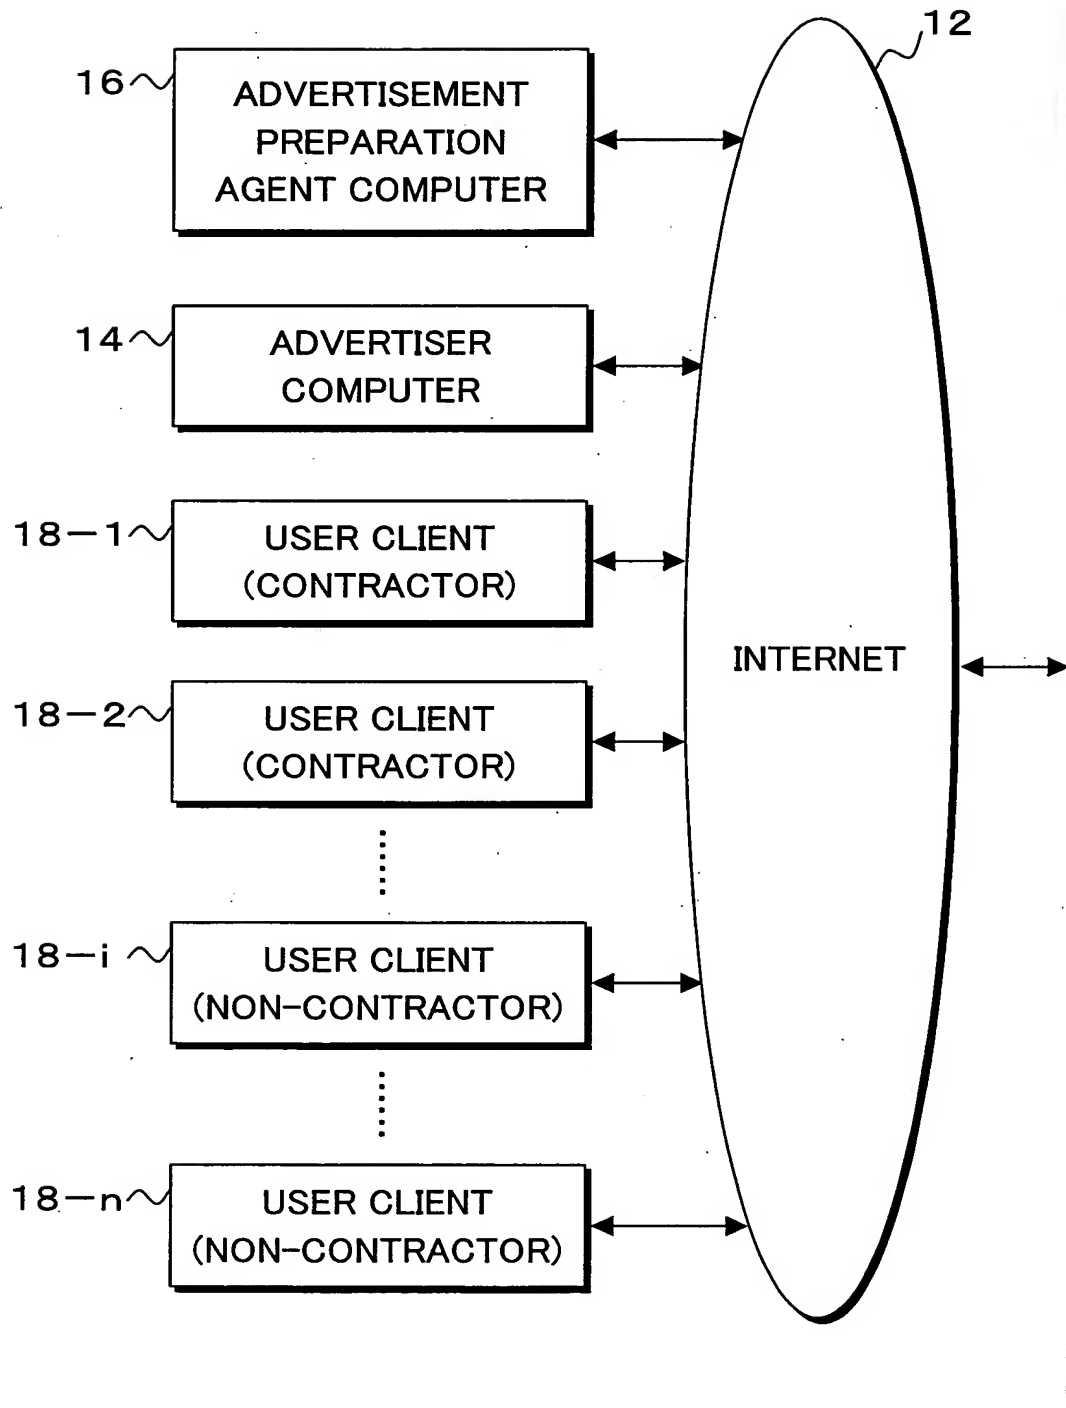 12
16
ADVERTISEMENT
PREPARATION
AGENT COMPUTER
14
ADVERTISER
COMPUTER
18-1
USER CLIENT
(CONTRACTOR)
INTERNET
18-2
USER CLIENT
(CONTRACTOR)
18-i
USER CLIENT
(NON-CONTRACTOR)
18-n
USER CLIENT
(NON-CONTRACTOR)